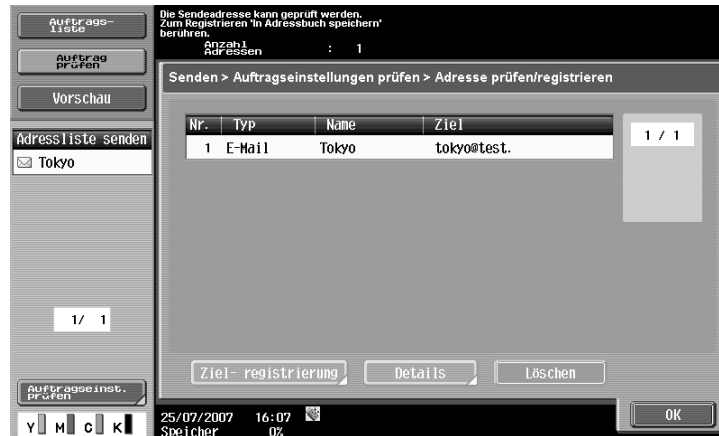 Auftrags-
liste
Auftrag
prüfen
Vorschau
Adressliste senden
Tokyo
1/ 1
Auftragseinst.
prüfen
Y M C K
Die Sendeadresse kann geprüft werden.
Zum Registrieren 'In Adressbuch speichern'
berühren.
Anzahl
Adressen : 1
Senden > Auftragseinstellungen prüfen > Adresse prüfen/registrieren
Nr. Typ Name Ziel
1 E-Mail Tokyo tokyo@test.
1 / 1
Ziel- registrierung Details Löschen
25/07/2007 16:07
Speicher 0%
OK